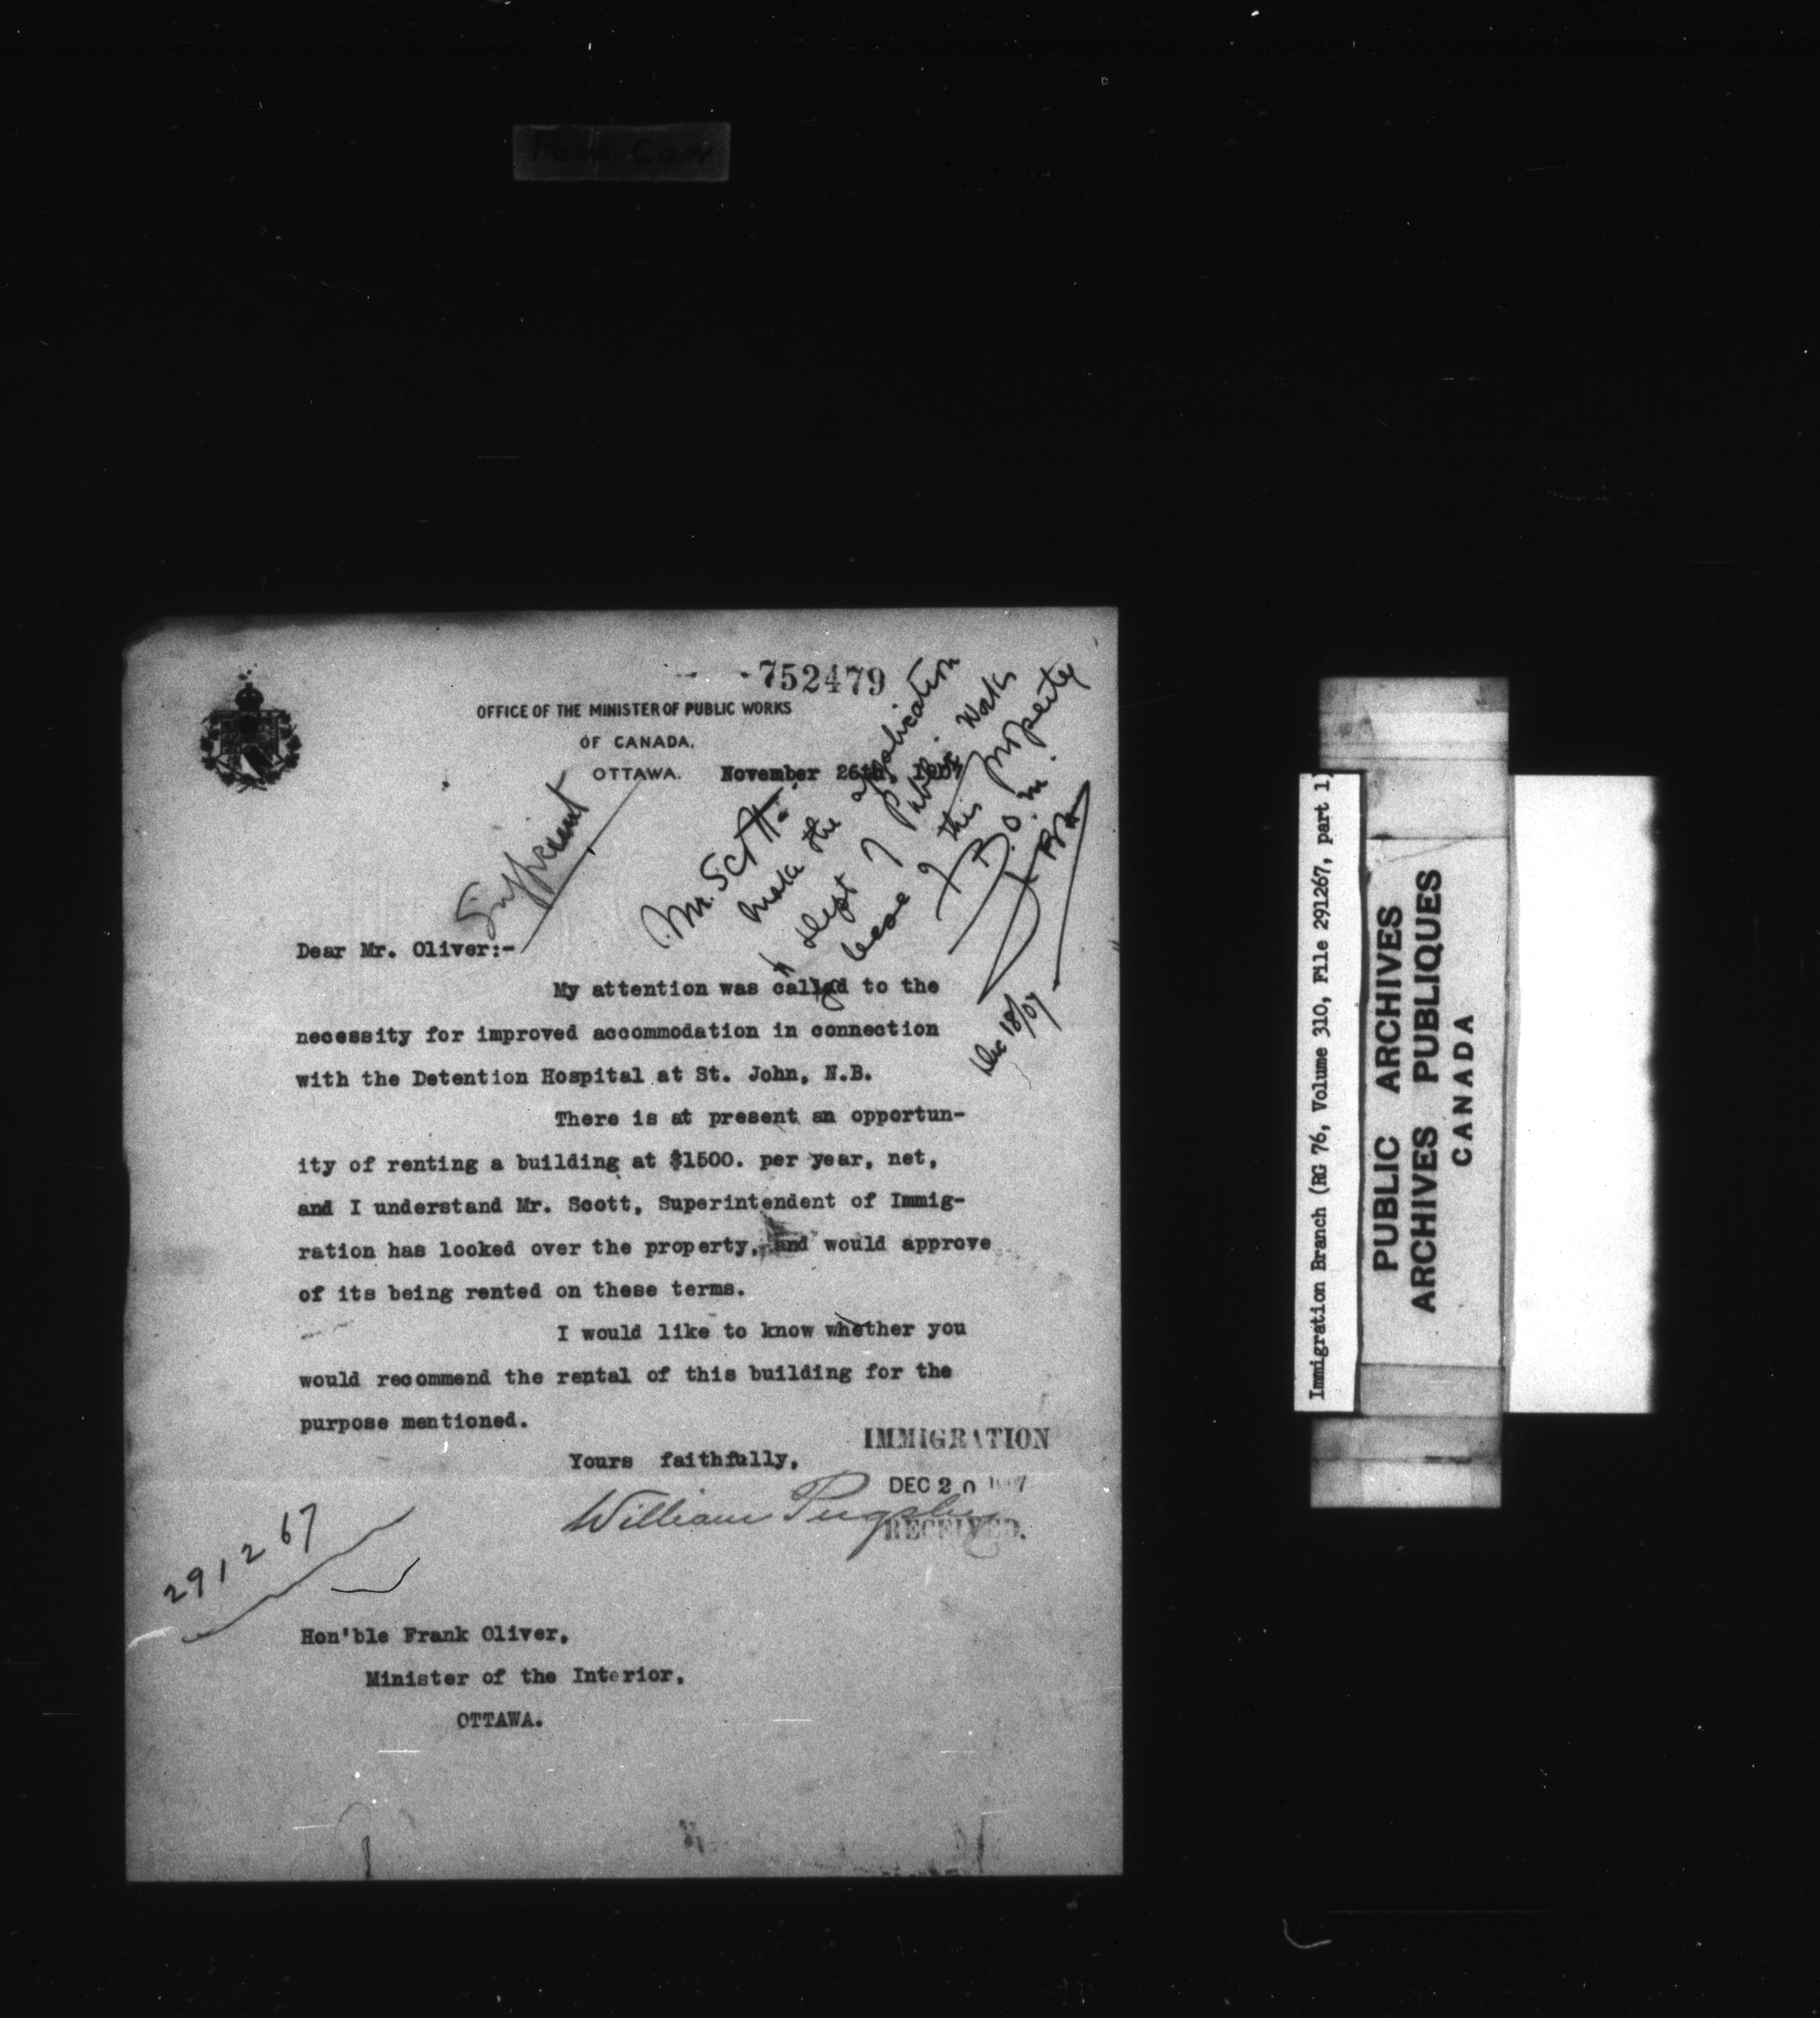 Poor Copy
752479
OFFICE OF THE MINISTER OF PUBLIC WORKS
OF CANADA.
OTTAWA. November 26th, 1907
Mr. Scott:-
make the application
to Dept of Public Works
lease of this property
Dec 18/07
Dear Mr. Oliver:-
My attention was called to the
necessity for improved accommodation in connection
with the Detention Hospital at St. John, N.B.
There is at present an opportun-
ity of renting a building at $1500. per year, net,
and I understand Mr. Scott, Superintendent of Immig-
ration has looked over the property, and would approve
of its being rented on these terms.
I would like to know whether you
would recommend the rental of this building for the
purpose mentioned.
Yours faithfully,
William Pugsley
IMMIGRATION
DEC 20 1907
RECEIVED.
291267
Hon'ble Frank Oliver,
Minister of the Interior,
OTTAWA.
Immigration Branch (RG 76, Volume 310, File 291267, part 1)
PUBLIC ARCHIVES
ARCHIVES PUBLIQUES
CANADA